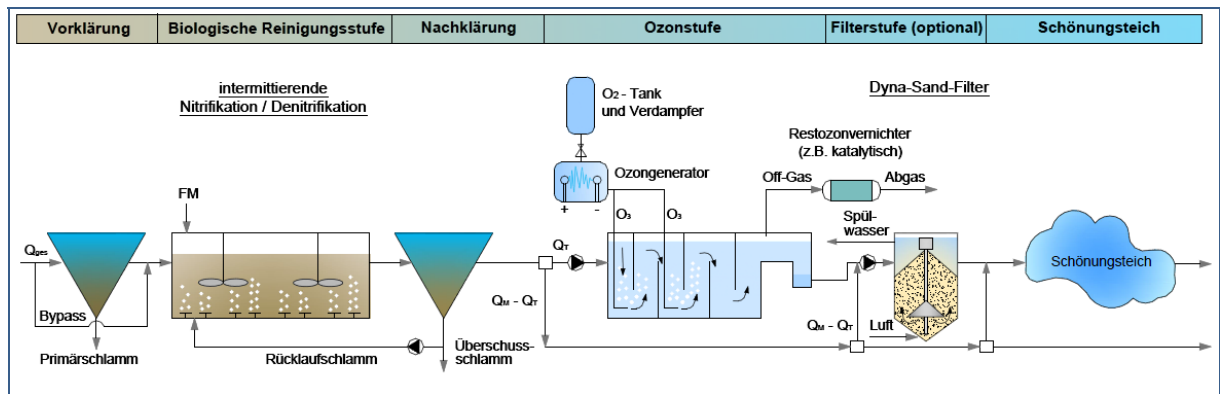 Vorklärung
Biologische Reinigungsstufe
Nachklärung
Ozonstufe
Filterstufe (optional)
Schönungsteich
intermittierende
Nitrifikation / Denitrifikation
O2 - Tank
und Verdampfer
Dyna-Sand-Filter
Restozonvernichter
(z.B. katalytisch)
Ozongenerator
Off-Gas
Abgas
FM
+ -
O3
O3
Spül-
wasser
Qges
QT
Schönungsteich
Bypass
QM - QT
QM - QT
Luft
Primärschlamm
Rücklaufschlamm
Überschuss-
schlamm